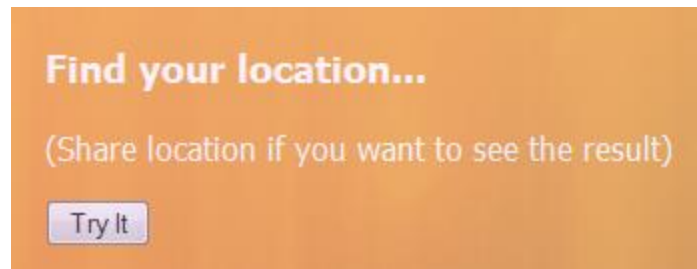 Find your location...
(Share location if you want to see the result)
Try It